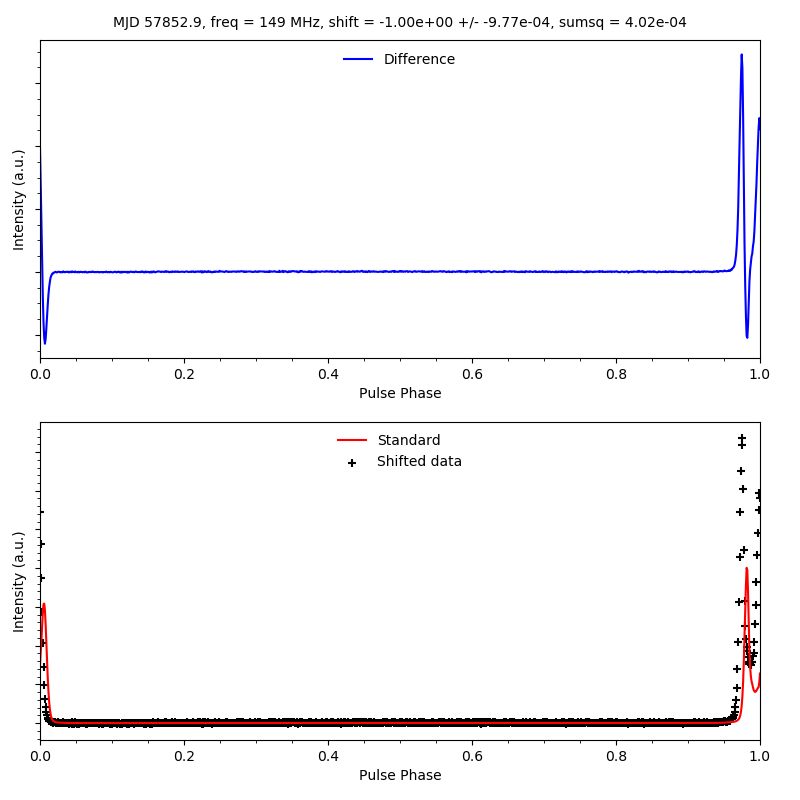 MJD 57852.9, freq = 149 MHz, shift = -1.00e+00 +/- -9.77e-04, sumsq = 4.02e-04
Difference
Intensity (a.u.)
0.0 0.2 0.4 0.6 0.8 1.0
Pulse Phase
Standard
Shifted data
Intensity (a.u.)
0.0 0.2 0.4 0.6 0.8 1.0
Pulse Phase